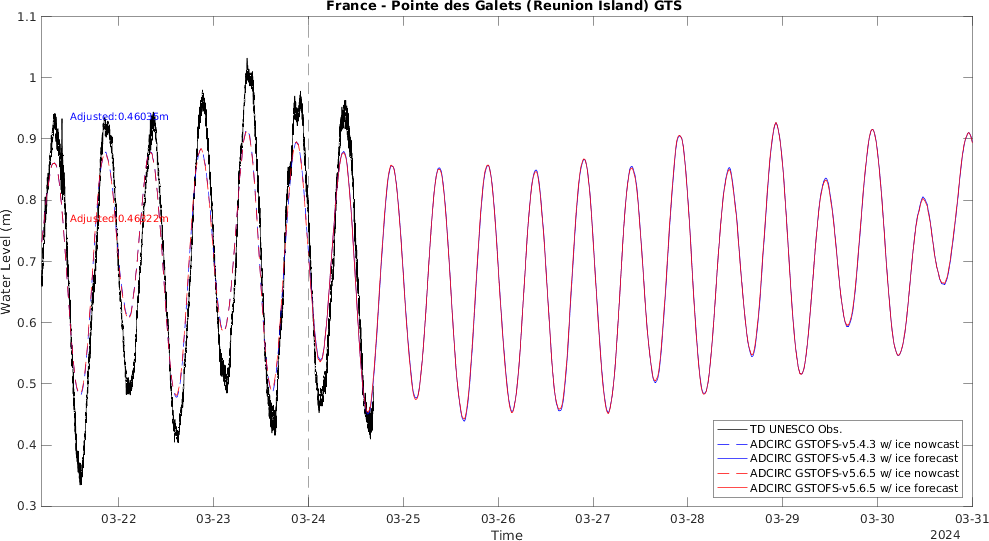 France - Pointe des Galets (Reunion Island) GTS
1.1
1
0.9
0.8
0.7
0.6
0.5
0.4
0.3
Water Level (m)
Adjusted:0.46036m
Adjusted:0.46022m
TD UNESCO Obs.
ADCIRC GSTOFS-v5.4.3 w/ ice nowcast
ADCIRC GSTOFS-v5.4.3 w/ ice forecast
ADCIRC GSTOFS-v5.6.5 w/ ice nowcast
ADCIRC GSTOFS-v5.6.5 w/ ice forecast
03-22 03-23 03-24 03-25 03-26 03-27 03-28 03-29 03-30 03-31
Time
2024